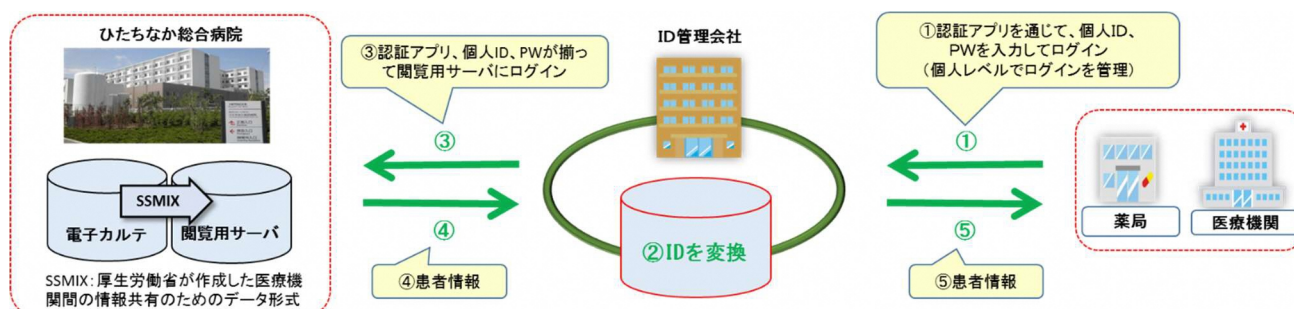 ひたちなか総合病院
SSMIX
電子カルテ
閲覧用サーバ
SSMIX：厚生労働省が作成した医療機
関間の情報共有のためのデータ形式
③認証アプリ、個人ID、PWが揃っ
て閲覧用サーバにログイン
③
④
④患者情報
ID管理会社
②IDを変換
①認証アプリを通じて、個人ID、
PWを入力してログイン
（個人レベルでログインを管理）
①
⑤
⑤患者情報
薬局
医療機関